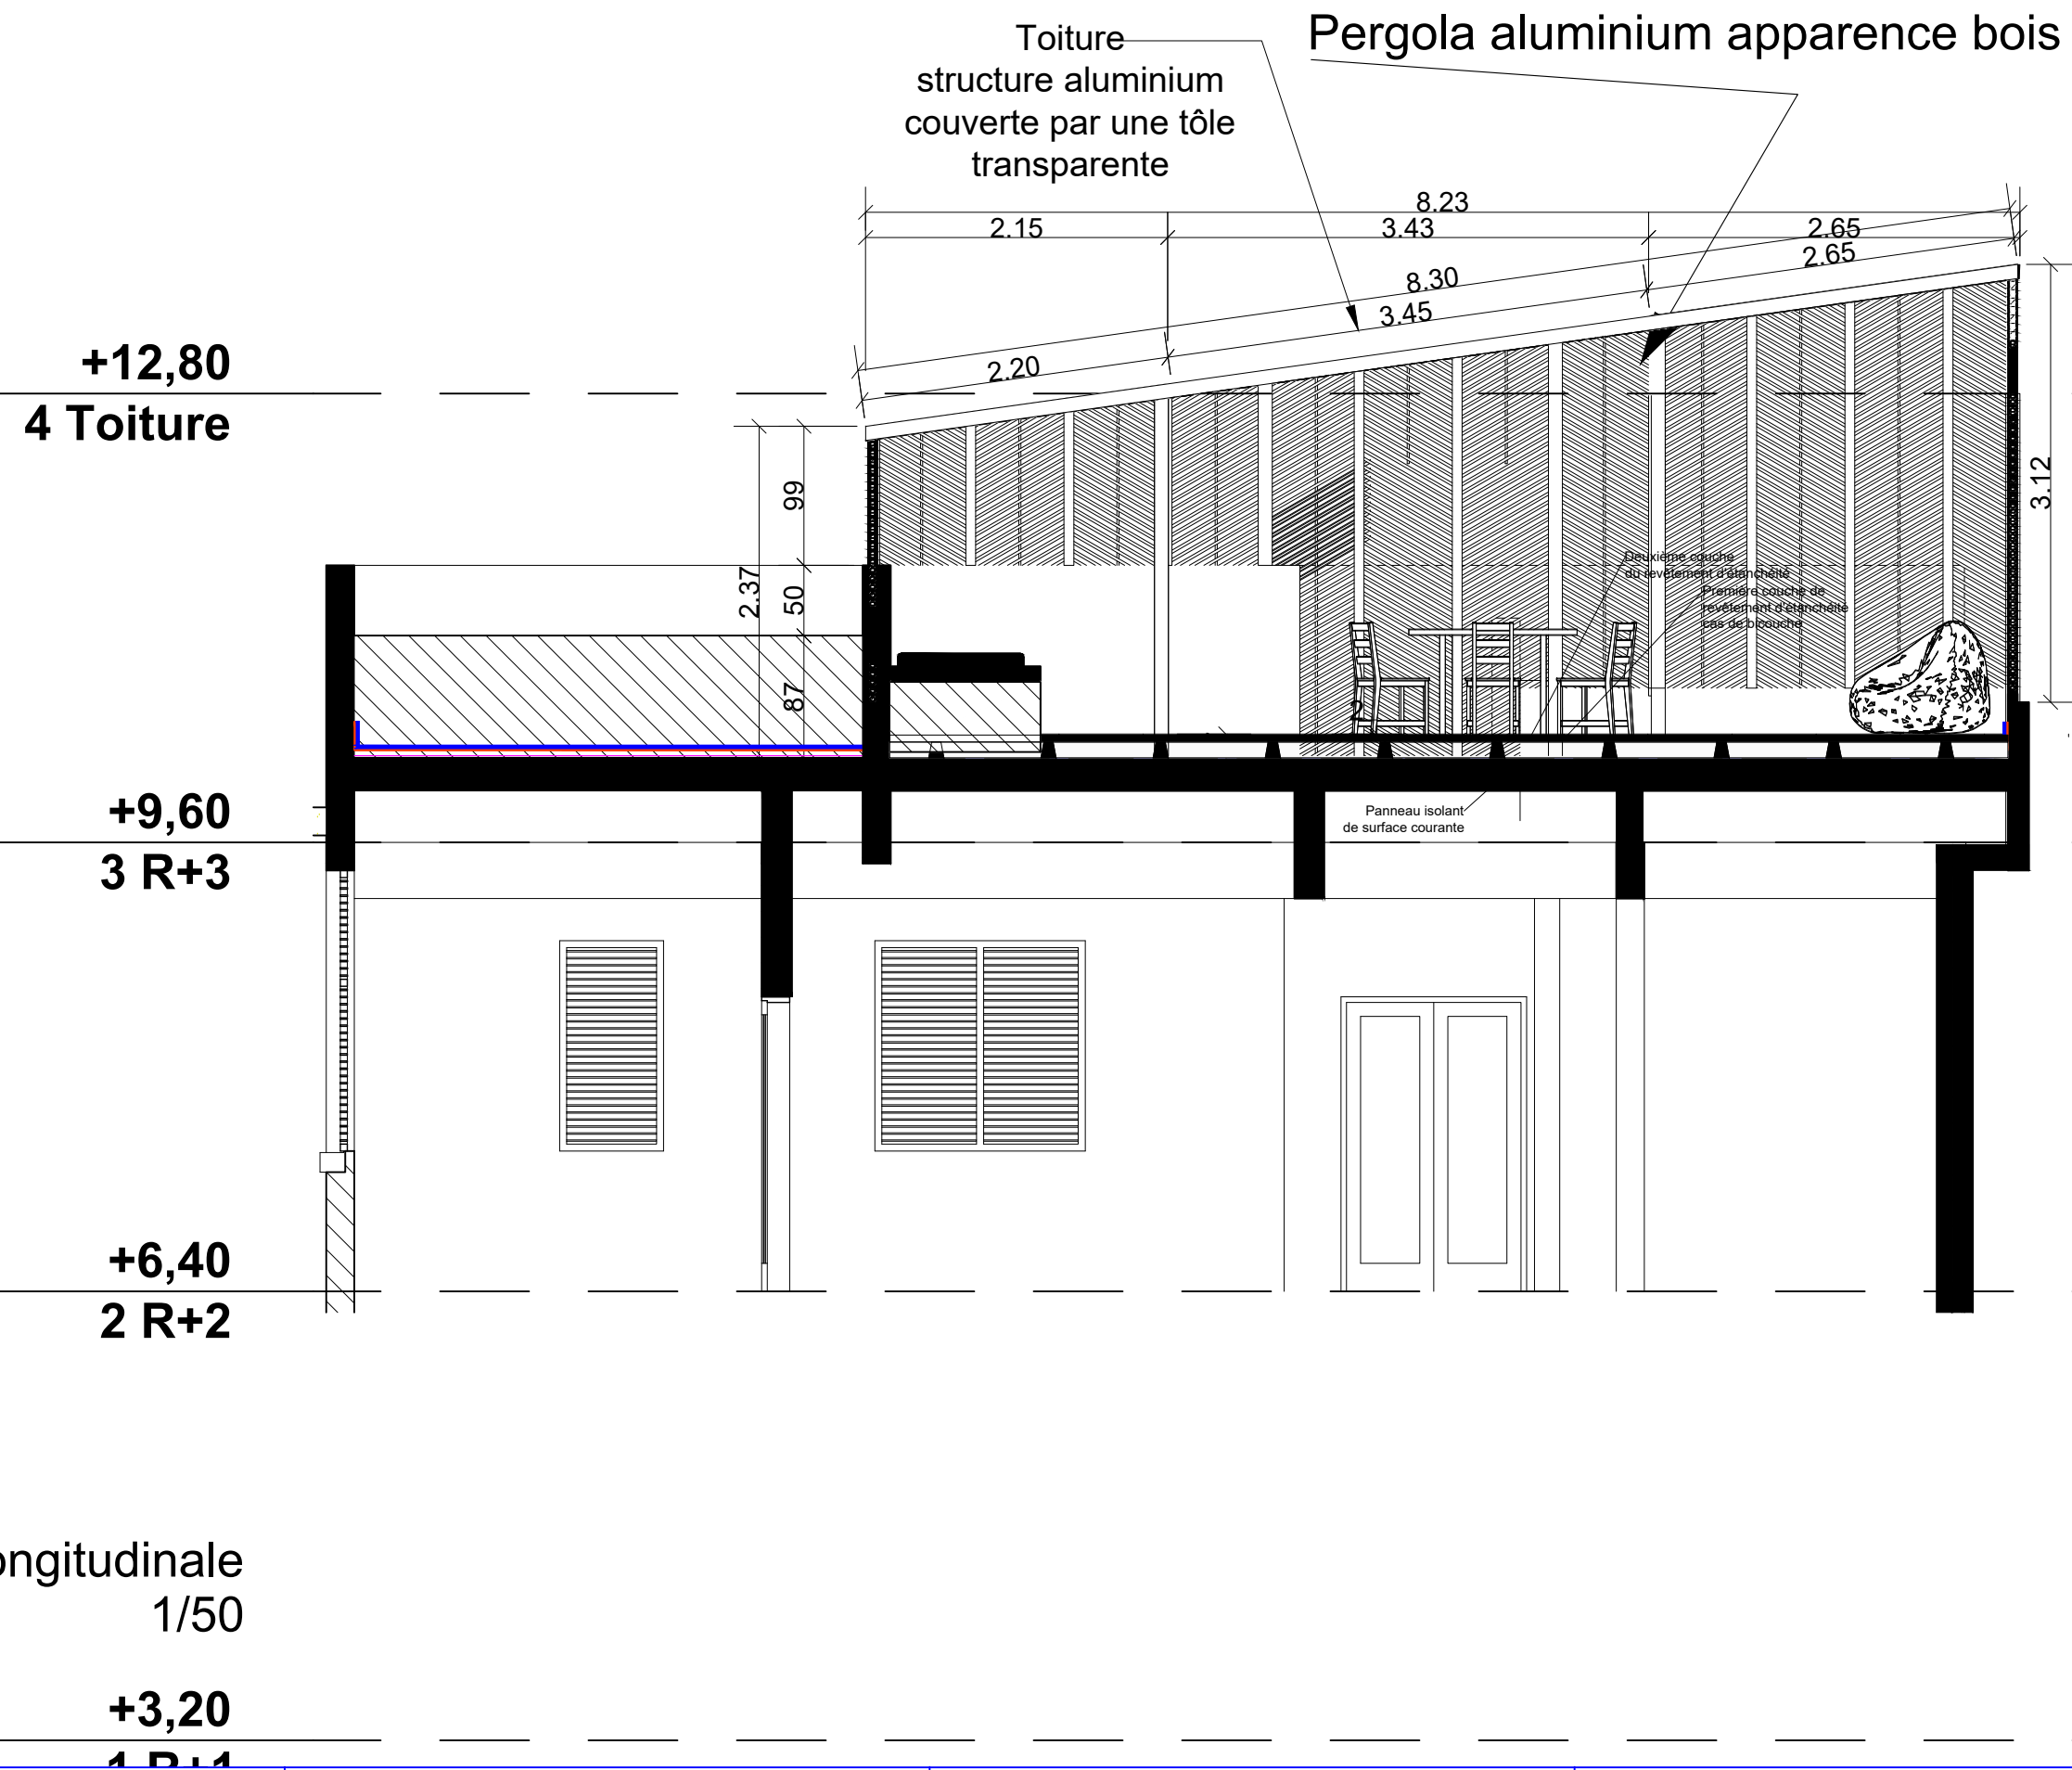 Toiture
structure aluminium
couverte par une tôle
transparente
Pergola aluminium apparence bois
8.23
2.15
3.43
2.65
2.65
8.30
3.45
2.20
+12,80
4 Toiture
99
3.12
2.37
50
87
Deuxième couche
du revêtement d'étanchéité
Première couche de
revêtement d'étanchéité
cas de bicouche
2
+9,60
3 R+3
Panneau isolant
de surface courante
+6,40
2 R+2
ongitudinale
1/50
+3,20
1 R+1